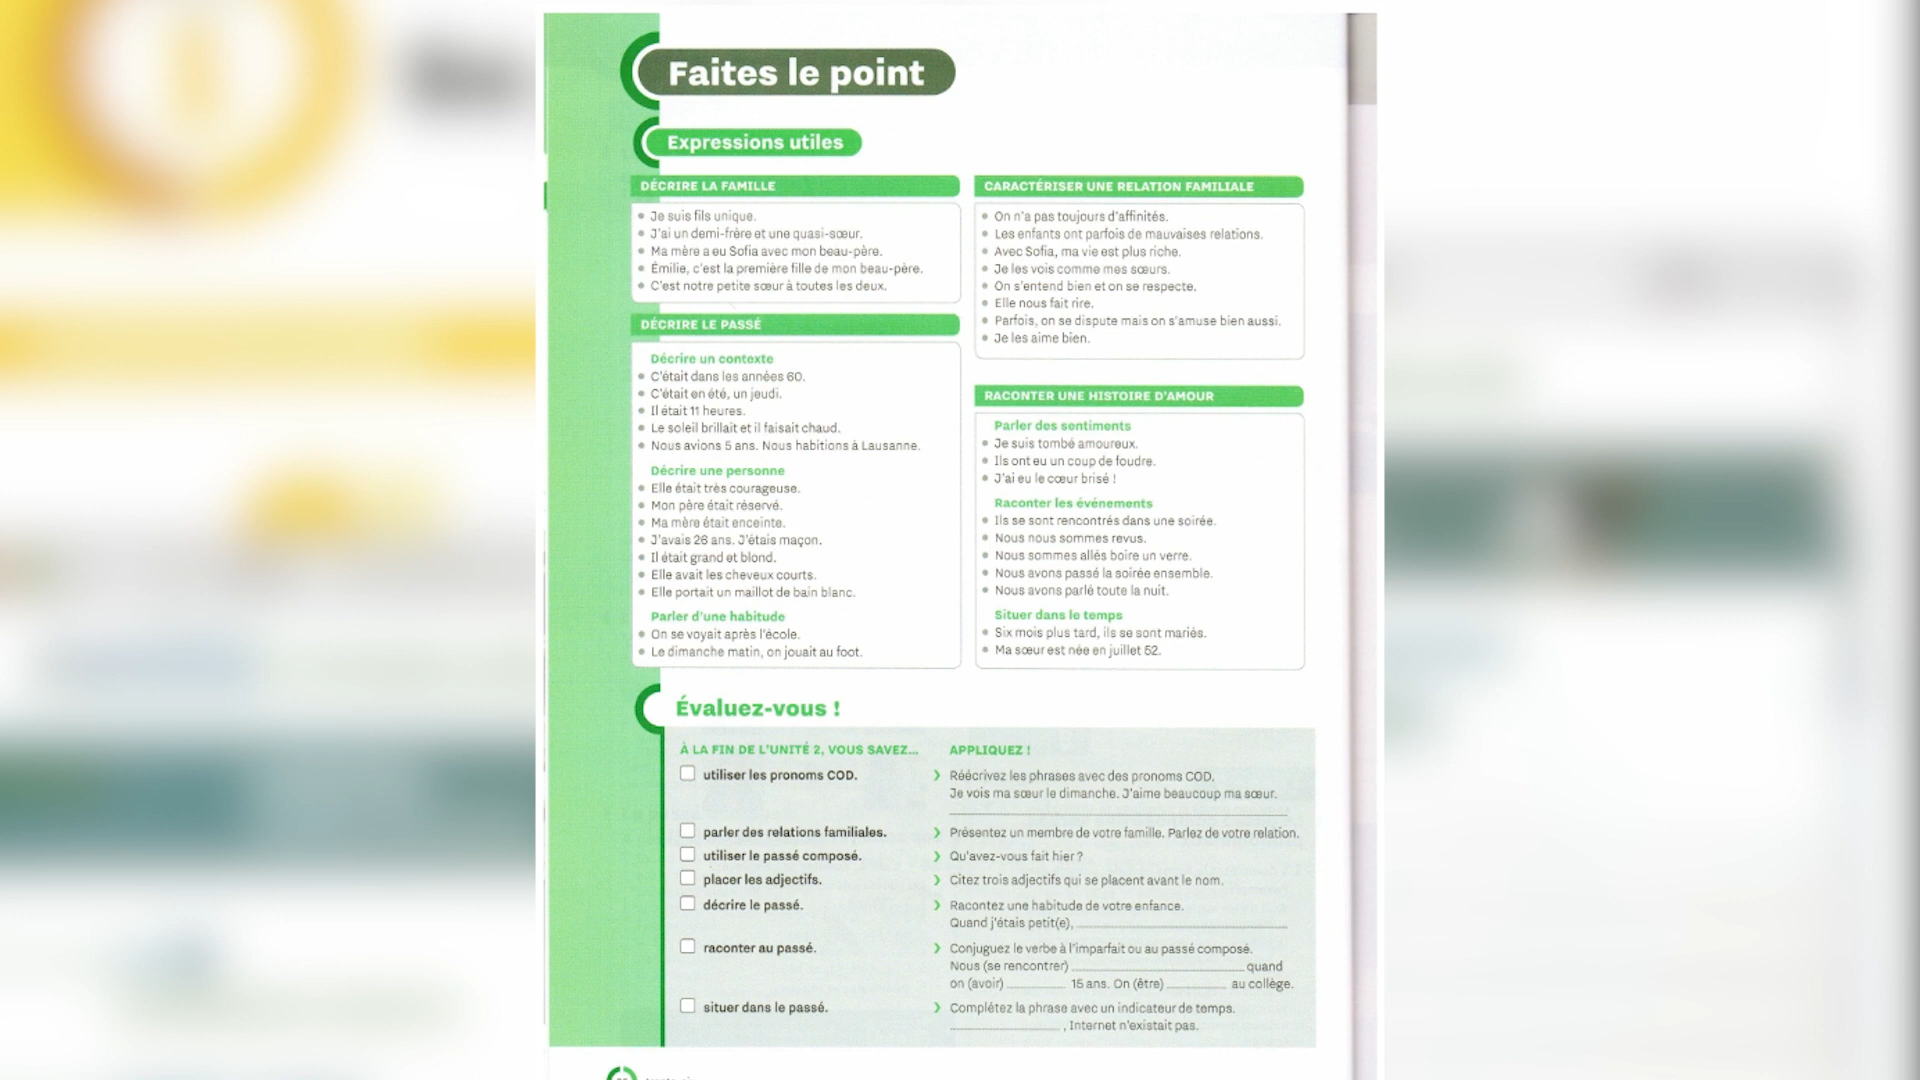 Faites le point
Expressions utiles
DÉCRIRE LA FAMILLE
Je suis fils unique.
J'ai un demi-frère et une quasi-sœur.
Ma mère a eu Sofia avec mon beau-père.
Émilie, c'est la première fille de mon beau-père.
C'est notre petite sœur à toutes les deux.
DÉCRIRE LE PASSÉ
Décrire un contexte
C'était dans les années 60.
C'était en été, un jeudi.
Il était 11 heures.
Le soleil brillait et il faisait chaud.
Nous avions 5 ans. Nous habitions à Lausanne.
Décrire une personne
Elle était très courageuse.
Mon père était réservé.
Ma mère était enceinte.
J'avais 26 ans. J'étais maçon.
Il était grand et blond.
Elle avait les cheveux courts.
Elle portait un maillot de bain blanc.
Parler d'une habitude
On se voyait après l'école.
Le dimanche matin, on jouait au foot.
CARACTÉRISER UNE RELATION FAMILIALE
On n'a pas toujours d'affinités.
Les enfants ont parfois de mauvaises relations.
Avec Sofia, ma vie est plus riche.
Je les vois comme mes sœurs.
On s'entend bien et on se respecte.
Elle nous fait rire.
Parfois, on se dispute mais on s'amuse bien aussi.
Je les aime bien.
RACONTER UNE HISTOIRE D'AMOUR
Parler des sentiments
Je suis tombé amoureux.
Ils ont eu un coup de foudre.
J'ai eu le cœur brisé !
Raconter les événements
Ils se sont rencontrés dans une soirée.
Nous nous sommes revus.
Nous sommes allés boire un verre.
Nous avons passé la soirée ensemble.
Nous avons parlé toute la nuit.
Situer dans le temps
Six mois plus tard, ils se sont mariés.
Ma sœur est née en juillet 52.
Évaluez-vous !
À LA FIN DE L'UNITÉ 2, VOUS SAVEZ... APPLIQUEZ !
utiliser les pronoms COD. Réécrivez les phrases avec des pronoms COD.
Je vois ma sœur le dimanche. J'aime beaucoup ma sœur.
parler des relations familiales. Présentez un membre de votre famille. Parlez de votre relation.
utiliser le passé composé. Qu'avez-vous fait hier ?
placer les adjectifs. Citez trois adjectifs qui se placent avant le nom.
décrire le passé. Racontez une habitude de votre enfance.
Quand j'étais petit(e),
raconter au passé. Conjuguez le verbe à l'imparfait ou au passé composé.
Nous (se rencontrer) quand
on (avoir) 15 ans. On (être) au collège.
situer dans le passé. Complétez la phrase avec un indicateur de temps.
, Internet n'existait pas.